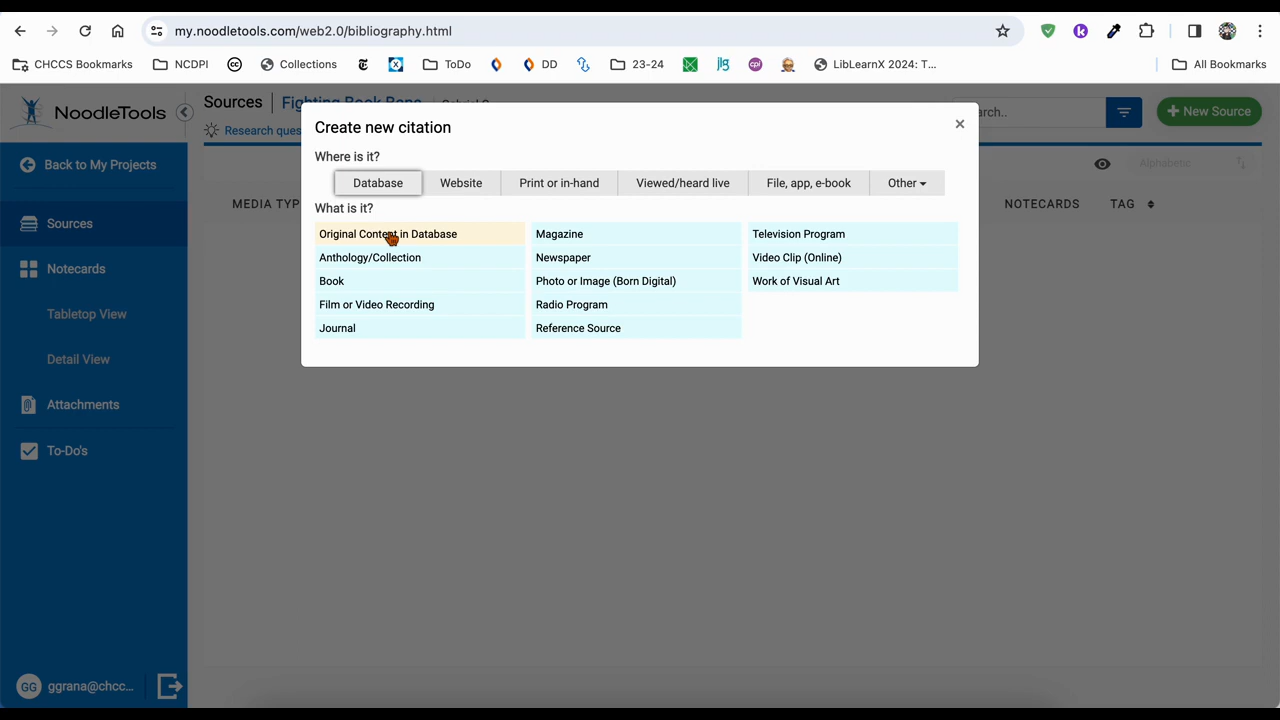 my.noodletools.com/web2.0/bibliography.html
CHCCS Bookmarks NCDPI Collections ToDo DD 23-24 LibLearnX 2024: T... All Bookmarks
NoodleTools
Sources Fighting Book Bans
Research ques
New Source
Create new citation
Where is it?
Database Website Print or in-hand Viewed/heard live File, app, e-book Other
What is it?
Original Content in Database Magazine Television Program
Anthology/Collection Newspaper Video Clip (Online)
Book Photo or Image (Born Digital) Work of Visual Art
Film or Video Recording Radio Program
Journal Reference Source
Back to My Projects
Alphabetic
MEDIA TYP NOTECARDS TAG
Sources
Notecards
Tabletop View
Detail View
Attachments
To-Do's
GG ggrana@chcc...